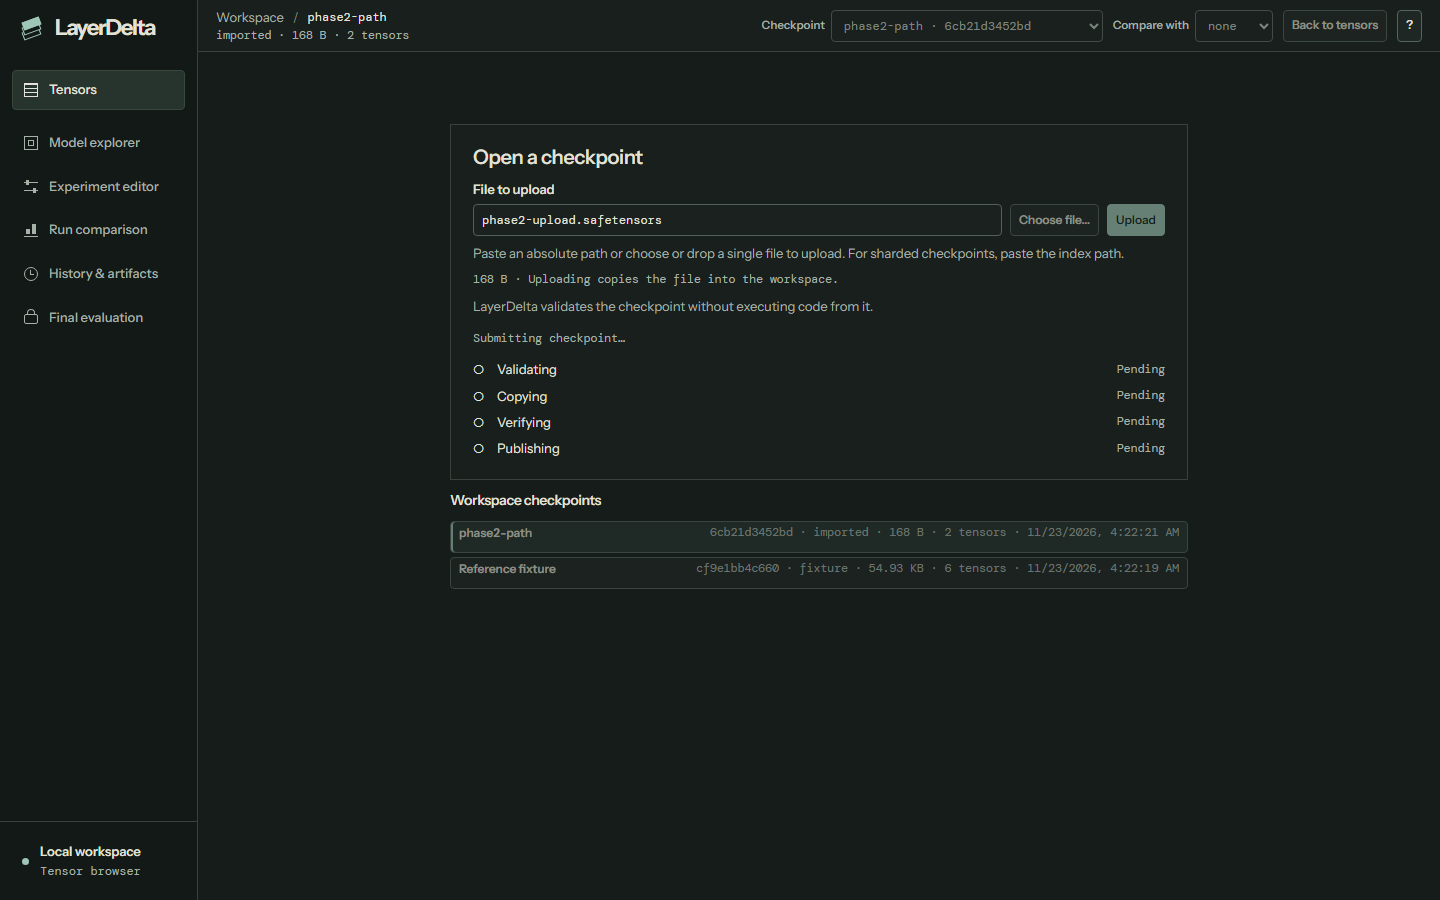 LayerDelta
Workspace / phase2-path
imported · 168 B · 2 tensors
Checkpoint
phase2-path · 6cb21d3452bd
Compare with
none
Back to tensors
?
Tensors
Model explorer
Experiment editor
Run comparison
History & artifacts
Final evaluation
Open a checkpoint
File to upload
phase2-upload.safetensors
Choose file…
Upload
Paste an absolute path or choose or drop a single file to upload. For sharded checkpoints, paste the index path.
168 B · Uploading copies the file into the workspace.
LayerDelta validates the checkpoint without executing code from it.
Submitting checkpoint…
Validating Pending
Copying Pending
Verifying Pending
Publishing Pending
Workspace checkpoints
phase2-path 6cb21d3452bd · imported · 168 B · 2 tensors · 11/23/2026, 4:22:21 AM
Reference fixture cf9e1bb4c660 · fixture · 54.93 KB · 6 tensors · 11/23/2026, 4:22:19 AM
Local workspace
Tensor browser